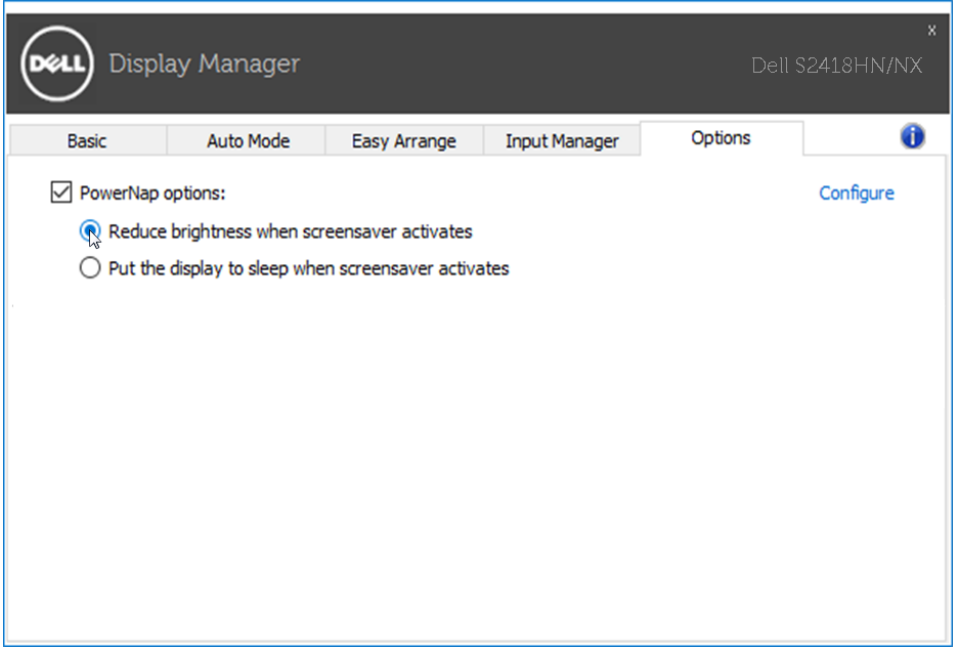 DELL Display Manager
x
Dell S2418HN/NX
Basic Auto Mode Easy Arrange Input Manager Options i
PowerNap options: Configure
Reduce brightness when screensaver activates
Put the display to sleep when screensaver activates